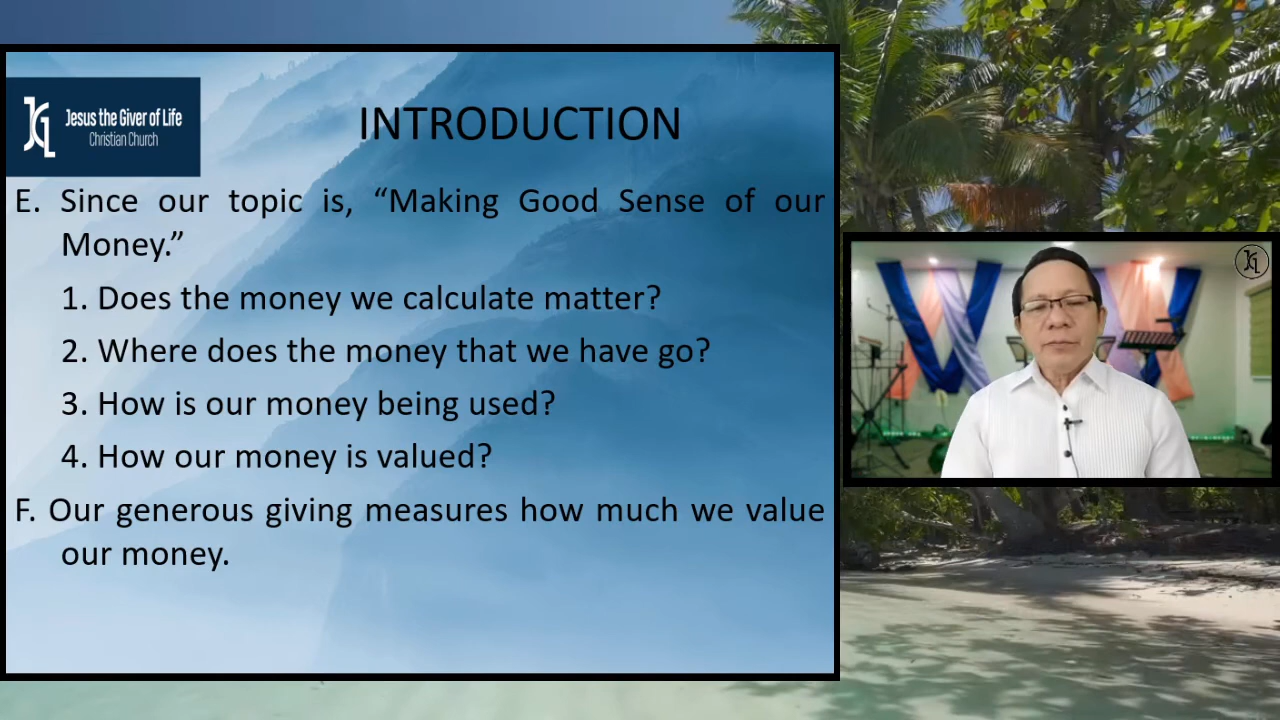 Jesus the Giver of Life
Christian Church
INTRODUCTION
E. Since our topic is, “Making Good Sense of our
Money.”
1. Does the money we calculate matter?
2. Where does the money that we have go?
3. How is our money being used?
4. How our money is valued?
F. Our generous giving measures how much we value
our money.